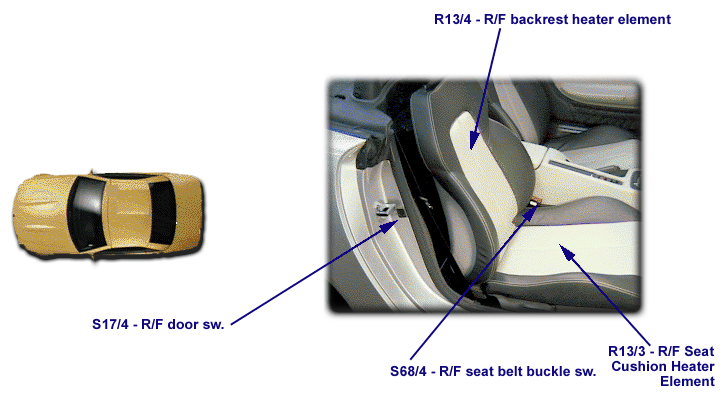 R13/4 - R/F backrest heater element
S17/4 - R/F door sw.
S68/4 - R/F seat belt buckle sw.
R13/3 - R/F Seat
Cushion Heater
Element